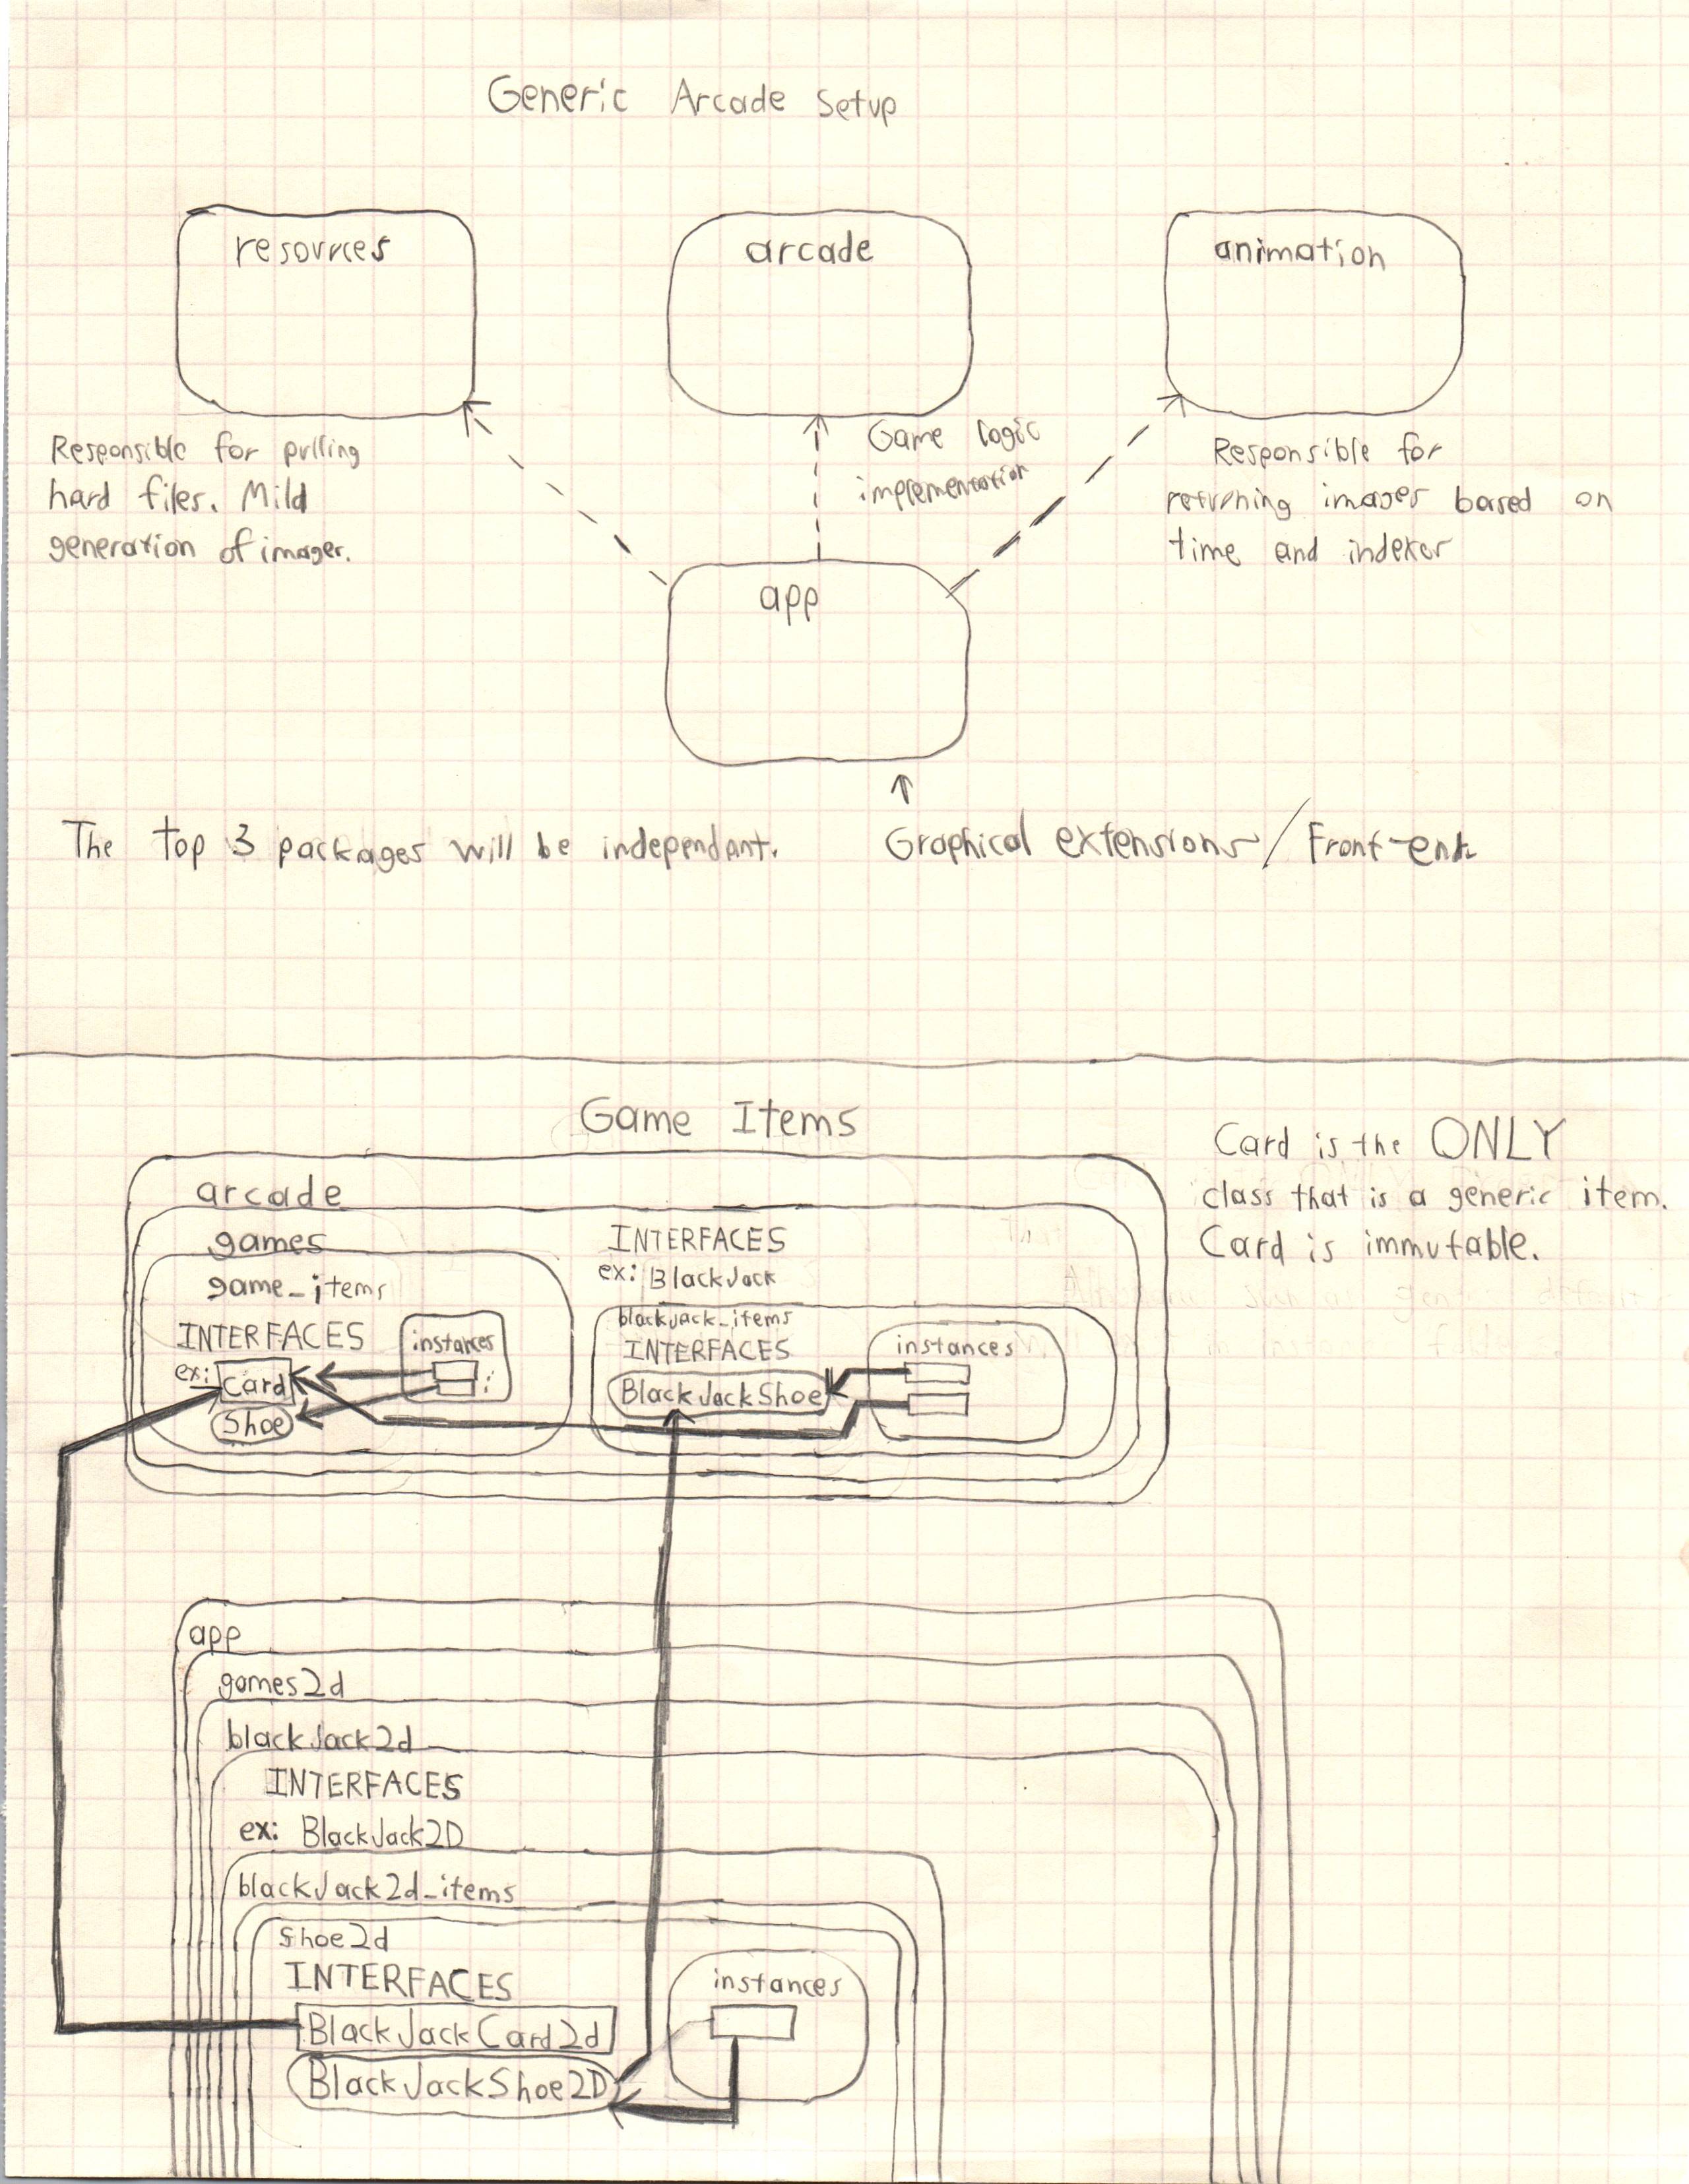 Generic Arcade Setup
resources
arcade
animation
Responsible for pulling
hard files. Mild
generation of images.
Game logic
implementation
Responsible for
returning images based on
time and indexer
app
The top 3 packages will be independant.
Graphical extensions/Front-end
Game Items
Card is the ONLY
class that is a generic item.
Card is immutable.
arcade
games
game_items
INTERFACES
ex:
Card
Shoe
instances
INTERFACES
ex: BlackJack
blackjack_items
INTERFACES
BlackJackShoe
instances
app
games2d
blackJack2d
INTERFACES
ex: BlackJack2D
blackJack2d_items
shoe2d
INTERFACES
BlackJackCard2d
BlackJackShoe2D
instances